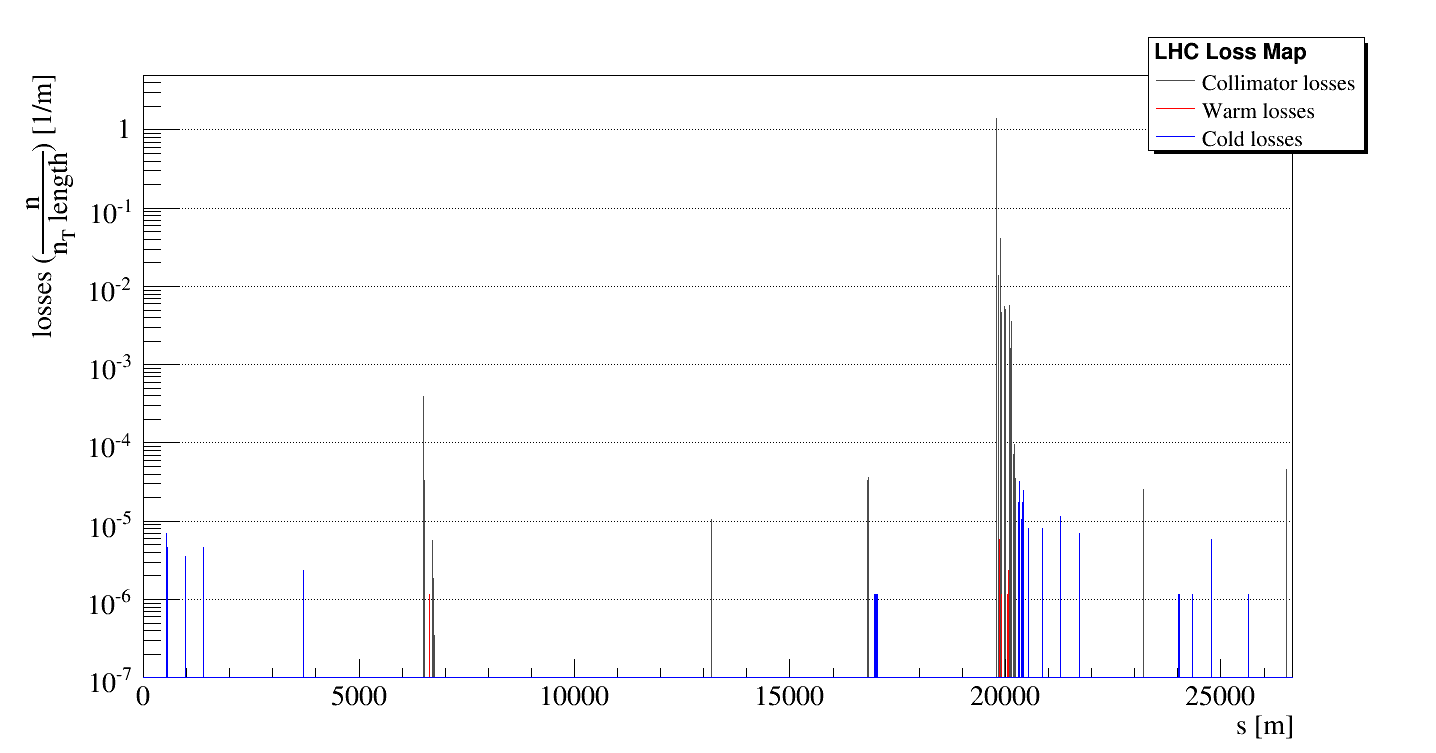 LHC Loss Map
Collimator losses
Warm losses
Cold losses
losses (n/n_T length) [1/m]
1
10^-1
10^-2
10^-3
10^-4
10^-5
10^-6
10^-7
0 5000 10000 15000 20000 25000
s [m]